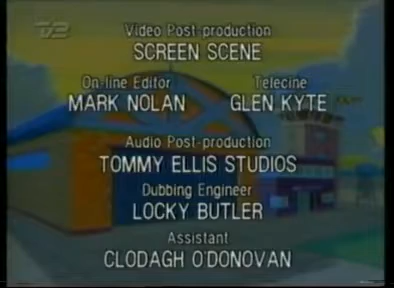 TV2
Video Post-production
SCREEN SCENE
On-line Editor Telecine
MARK NOLAN GLEN KYTE
Audio Post-production
TOMMY ELLIS STUDIOS
Dubbing Engineer
LOCKY BUTLER
Assistant
CLODAGH O'DONOVAN